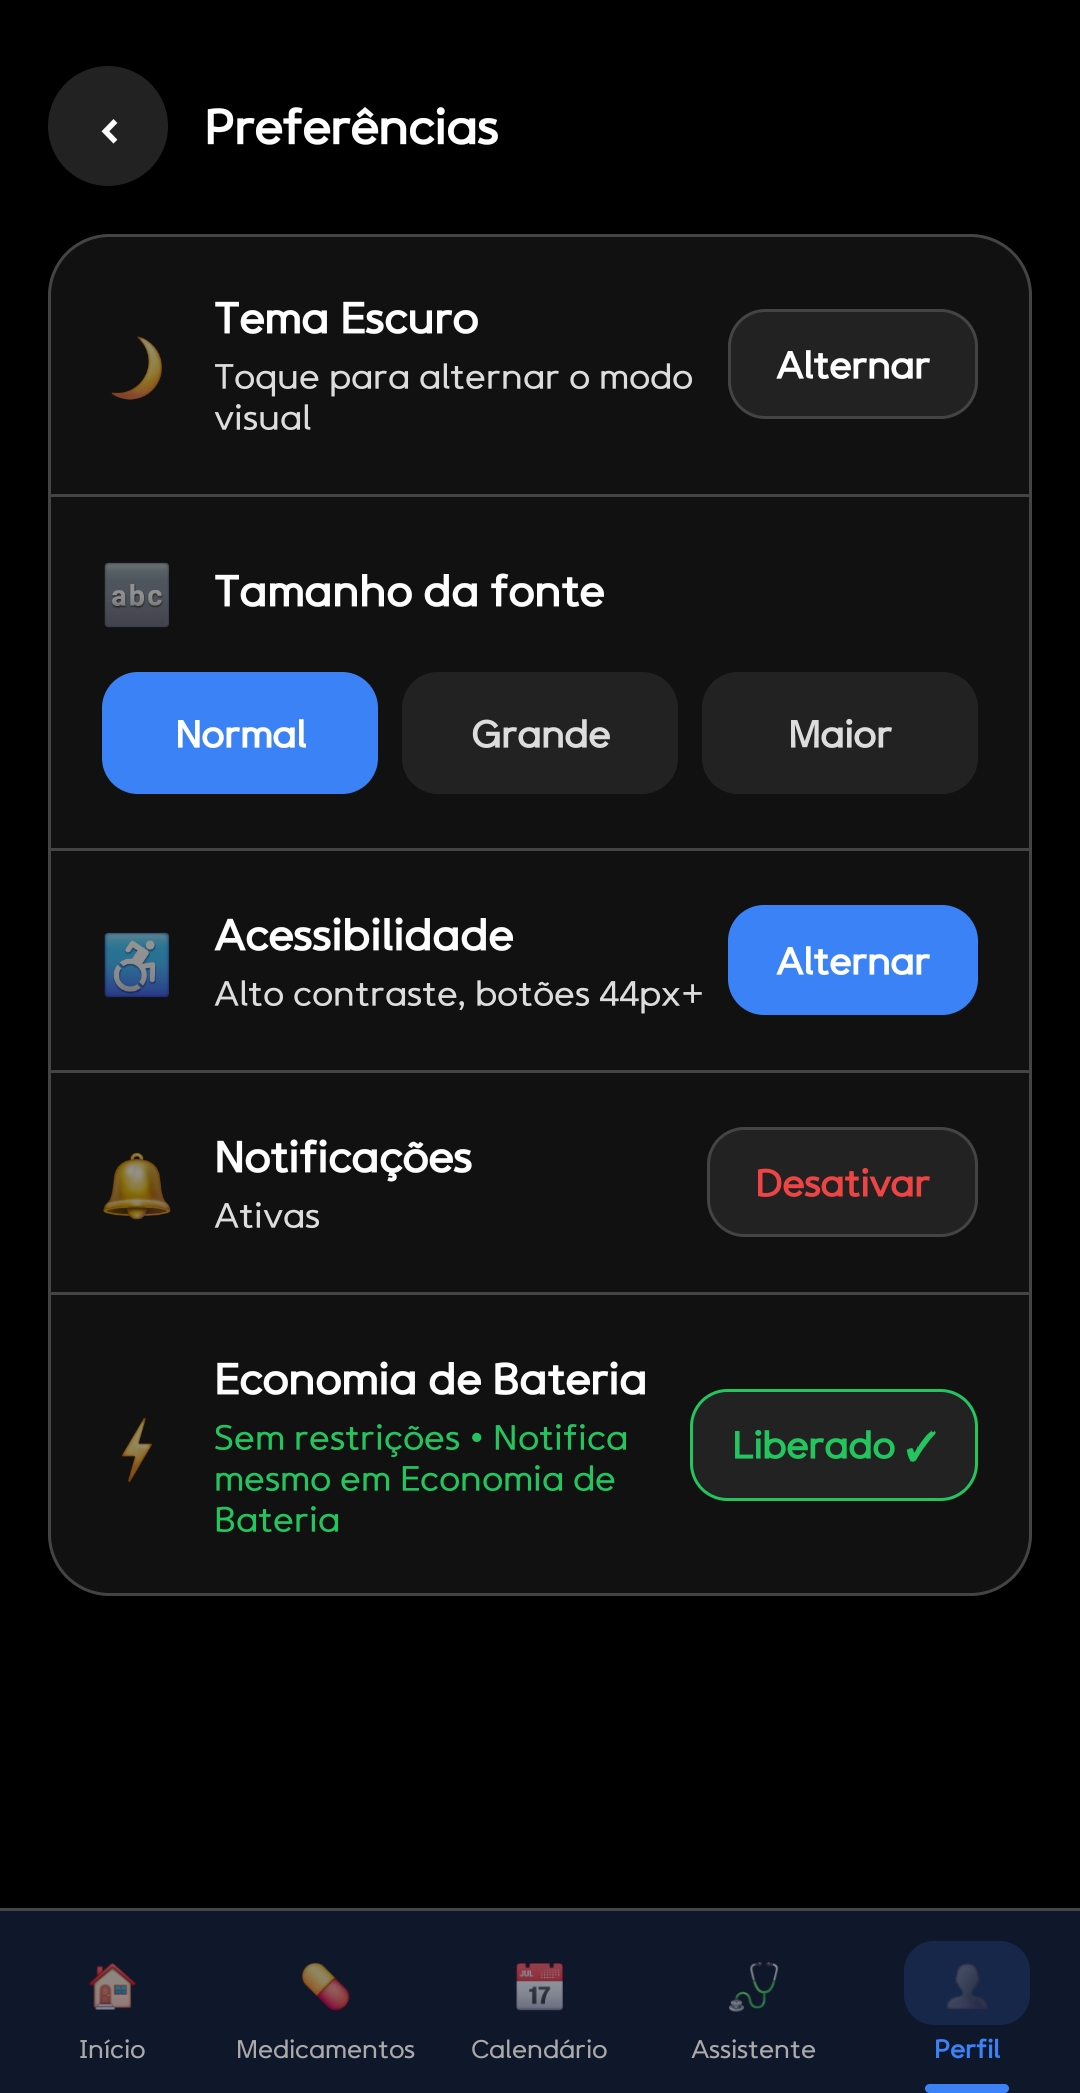 Preferências
Tema Escuro
Toque para alternar o modo
visual
Alternar
abc
Tamanho da fonte
Normal
Grande
Maior
Acessibilidade
Alto contraste, botões 44px+
Alternar
Notificações
Ativas
Desativar
Economia de Bateria
Sem restrições • Notifica
mesmo em Economia de
Bateria
Liberado ✓
JUL
17
Início
Medicamentos
Calendário
Assistente
Perfil